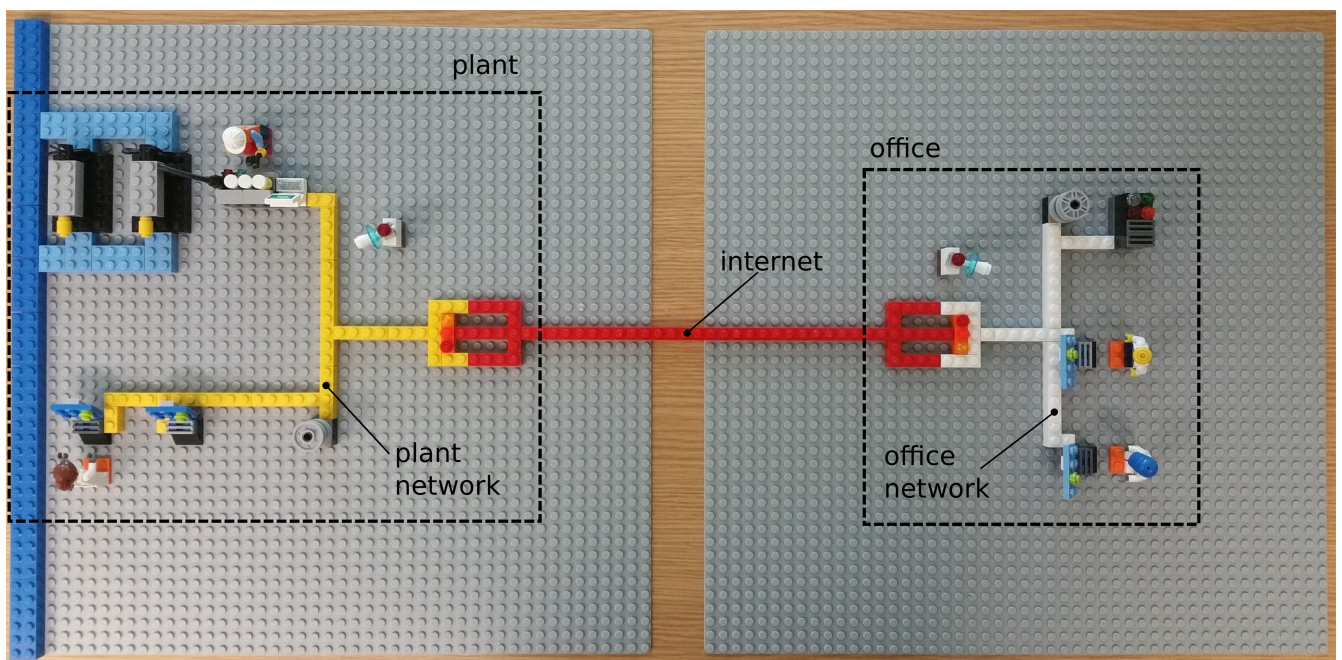 plant
office
internet
plant
network
office
network